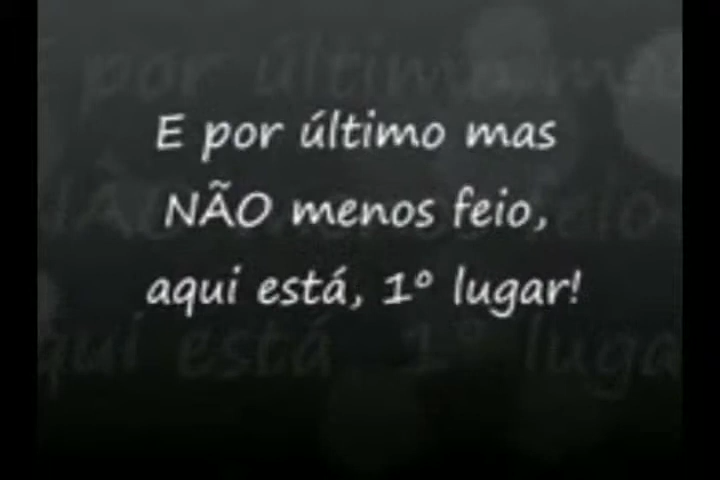 E por último mas
NÃO menos feio,
aqui está, 1º lugar!